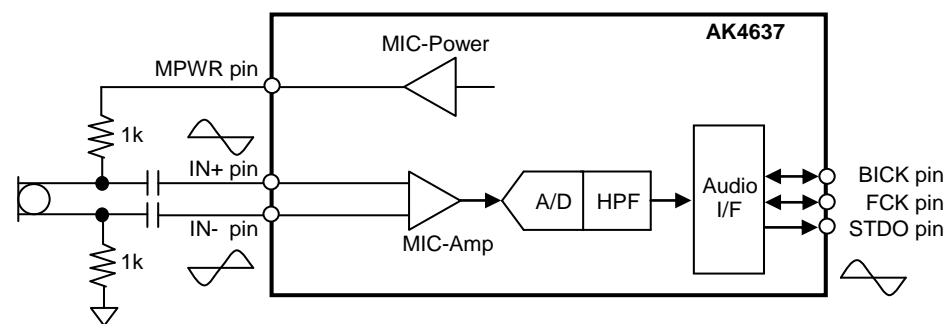 AK4637
MIC-Power
MPWR pin
1k
IN+ pin
IN- pin
1k
MIC-Amp
A/D
HPF
Audio
I/F
BICK pin
FCK pin
STDO pin